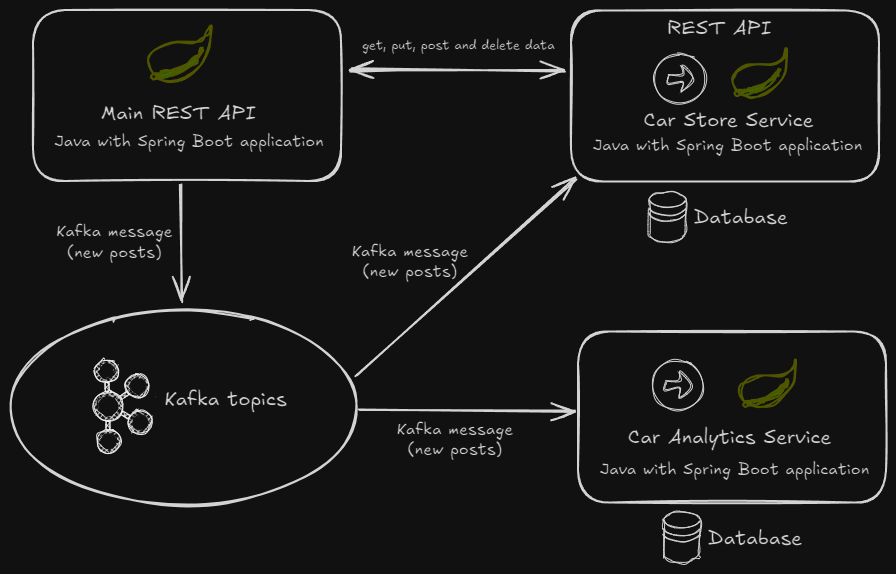 Main REST API
Java with Spring Boot application
get, put, post and delete data
REST API
Car Store Service
Java with Spring Boot application
Database
Kafka message
(new posts)
Kafka message
(new posts)
Kafka topics
Kafka message
(new posts)
Car Analytics Service
Java with Spring Boot application
Database